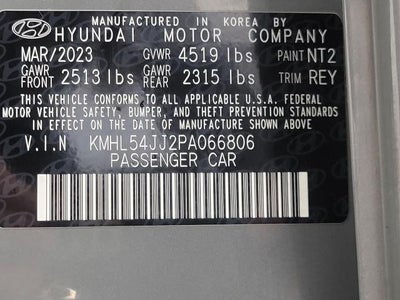 MANUFACTURED IN KOREA BY
HYUNDAI MOTOR COMPANY
MAR/2023 GVWR 4519 lbs PAINT NT2
GAWR FRONT 2513 lbs GAWR REAR 2315 lbs TRIM REY
THIS VEHICLE CONFORMS TO ALL APPLICABLE U.S.A. FEDERAL
MOTOR VEHICLE SAFETY, BUMPER, AND THEFT PREVENTION STANDARDS
IN EFFECT ON THE DATE OF MANUFACTURE SHOWN ABOVE.
V.I.N. KMHL54JJ2PA066806
PASSENGER CAR